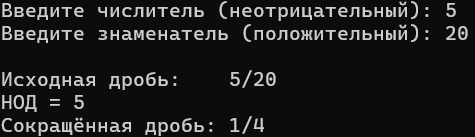 Введите числитель (неотрицательный): 5
Введите знаменатель (положительный): 20
Исходная дробь:    5/20
НОД = 5
Сокращённая дробь: 1/4